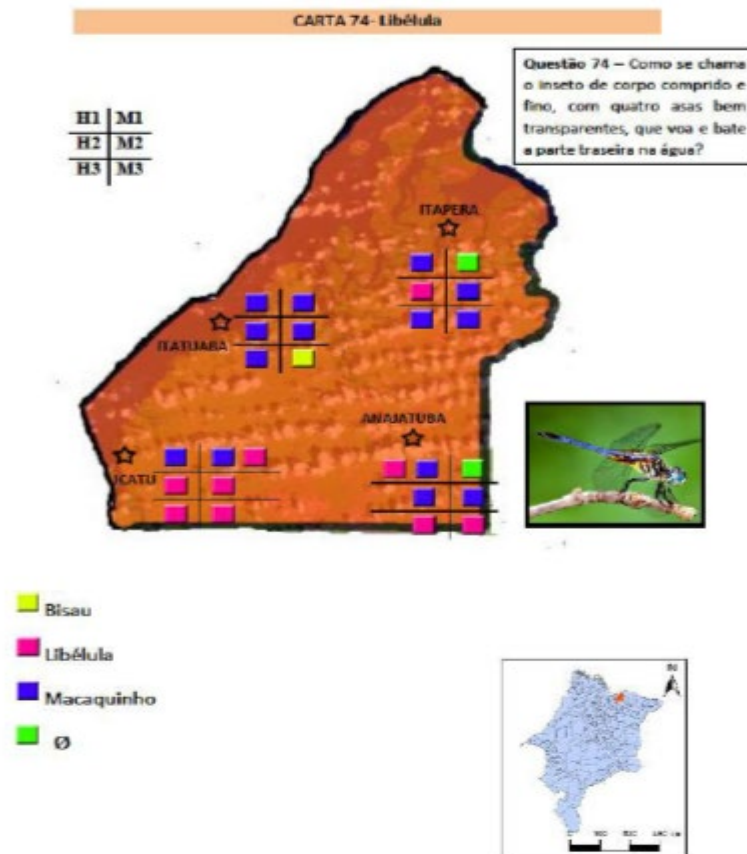 CARTA 74- Libélula
Questão 74 – Como se chama
o inseto de corpo comprido e
fino, com quatro asas bem
transparentes, que voa e bate
a parte traseira na água?
H1 M1
H2 M2
H3 M3
ITAPERA
ITATUABA
ANAJATUBA
ICATU
Bisau
Libélula
Macaquinho
Ø
N
0